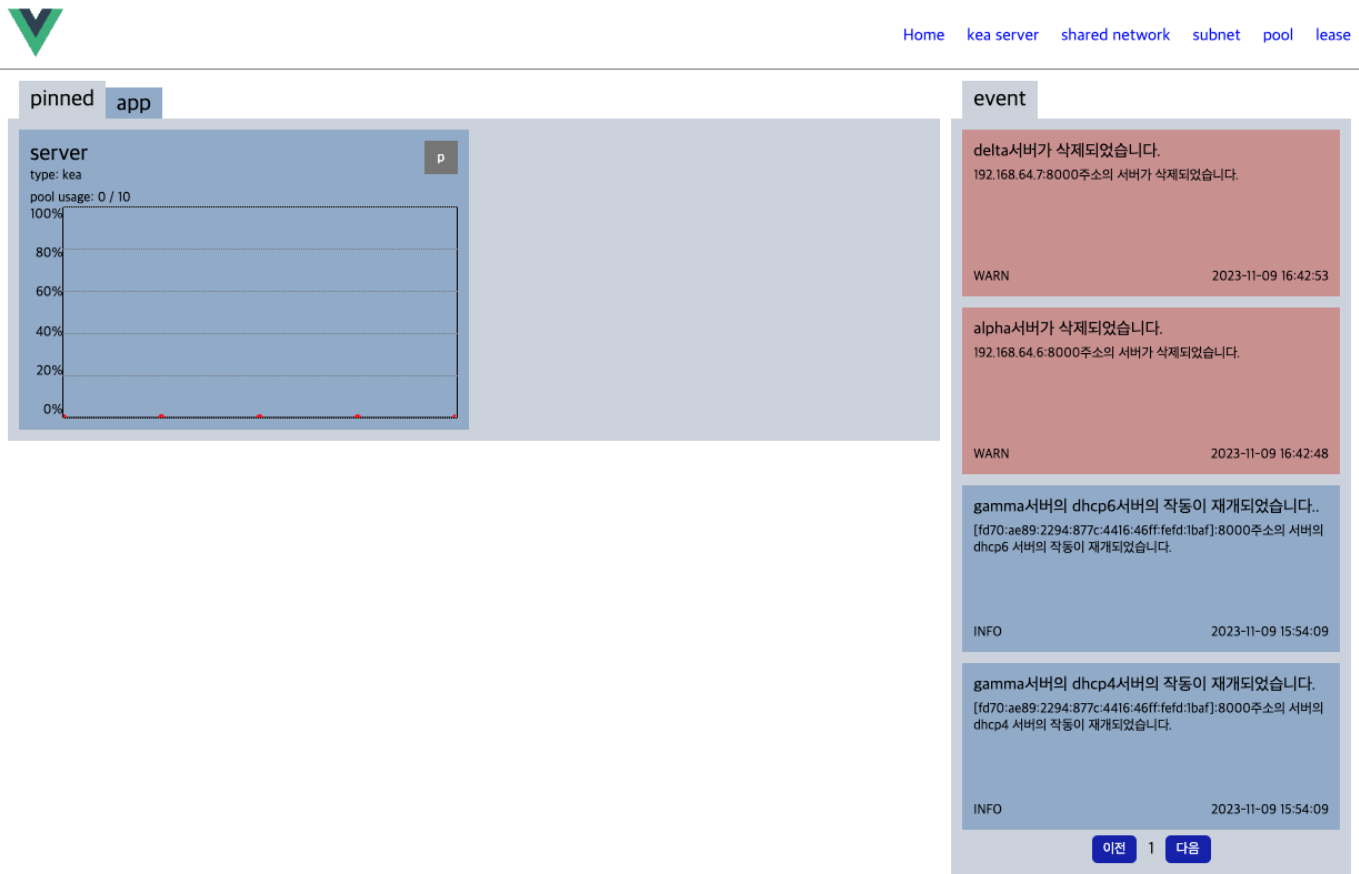 Home kea server shared network subnet pool lease
pinned app
server
p
type: kea
pool usage: 0 / 10
100%
80%
60%
40%
20%
0%
event
delta서버가 삭제되었습니다.
192.168.64.7:8000주소의 서버가 삭제되었습니다.
WARN 2023-11-09 16:42:53
alpha서버가 삭제되었습니다.
192.168.64.6:8000주소의 서버가 삭제되었습니다.
WARN 2023-11-09 16:42:48
gamma서버의 dhcp6서버의 작동이 재개되었습니다..
[fd70:ae89:2294:877c:4416:46ff:fefd:1baf]:8000주소의 서버의
dhcp6 서버의 작동이 재개되었습니다.
INFO 2023-11-09 15:54:09
gamma서버의 dhcp4서버의 작동이 재개되었습니다.
[fd70:ae89:2294:877c:4416:46ff:fefd:1baf]:8000주소의 서버의
dhcp4 서버의 작동이 재개되었습니다.
INFO 2023-11-09 15:54:09
이전 1 다음